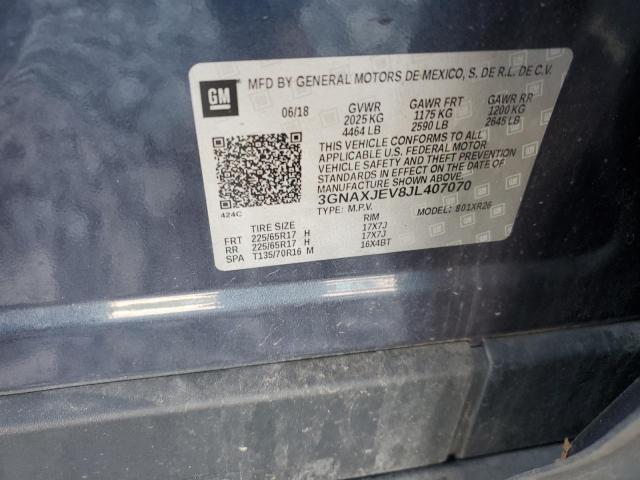 GM
MFD BY GENERAL MOTORS DE MEXICO, S. DE R.L. DE C.V.
06/18 GVWR GAWR FRT GAWR RR
2025 KG 1175 KG 1200 KG
4464 LB 2590 LB 2645 LB
THIS VEHICLE CONFORMS TO ALL
APPLICABLE U.S. FEDERAL MOTOR
VEHICLE SAFETY AND THEFT PREVENTION
STANDARDS IN EFFECT ON THE DATE OF
MANUFACTURE SHOWN ABOVE.
3GNAXJEV8JL407070
TYPE: M.P.V. MODEL: 801XR26
424C
TIRE SIZE RIM
FRT 225/65R17 H 17X7J
RR 225/65R17 H 17X7J
SPA T135/70R16 M 16X4BT